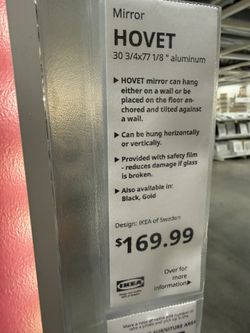 Mirror
HOVET
30 3/4x77 1/8 " aluminum
▶ HOVET mirror can hang
either on a wall or be
placed on the floor an-
chored and tilted against
a wall.
▶ Can be hung horizontally
or vertically.
▶ Provided with safety film
- reduces damage if glass
is broken.
▶ Also available in:
Black, Gold
Design: IKEA of Sweden
$169.99
IKEA
Over for
more
information▶